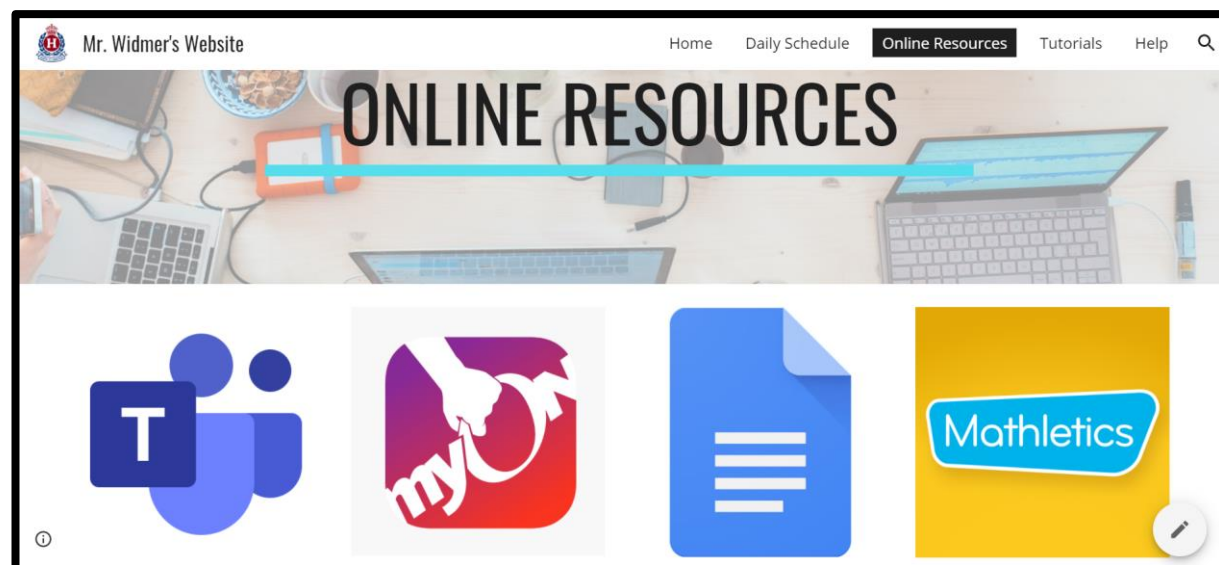 H
Mr. Widmer's Website
Home Daily Schedule Online Resources Tutorials Help
ONLINE RESOURCES
T
myON
Mathletics